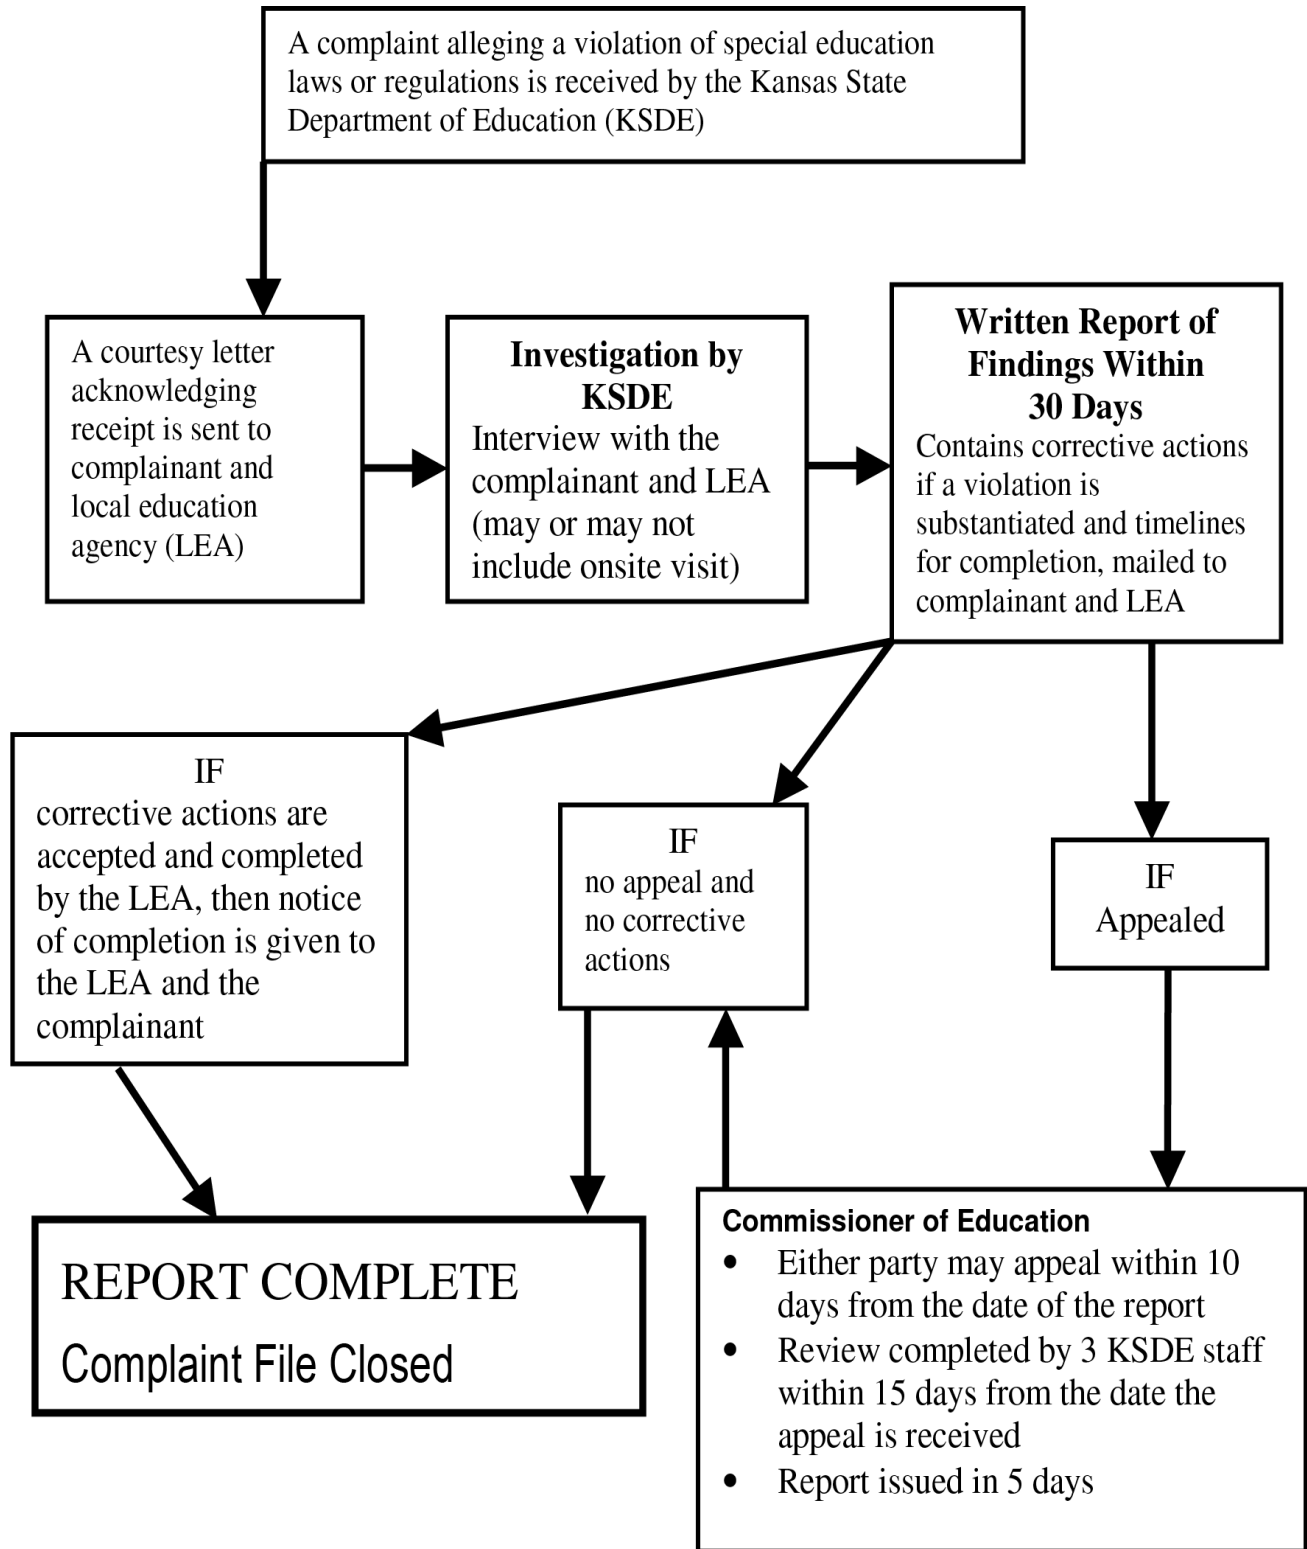 A complaint alleging a violation of special education
laws or regulations is received by the Kansas State
Department of Education (KSDE)
A courtesy letter
acknowledging
receipt is sent to
complainant and
local education
agency (LEA)
Investigation by
KSDE
Interview with the
complainant and LEA
(may or may not
include onsite visit)
Written Report of
Findings Within
30 Days
Contains corrective actions
if a violation is
substantiated and timelines
for completion, mailed to
complainant and LEA
IF
corrective actions are
accepted and completed
by the LEA, then notice
of completion is given to
the LEA and the
complainant
IF
no appeal and
no corrective
actions
IF
Appealed
REPORT COMPLETE
Complaint File Closed
Commissioner of Education
• Either party may appeal within 10
days from the date of the report
• Review completed by 3 KSDE staff
within 15 days from the date the
appeal is received
• Report issued in 5 days